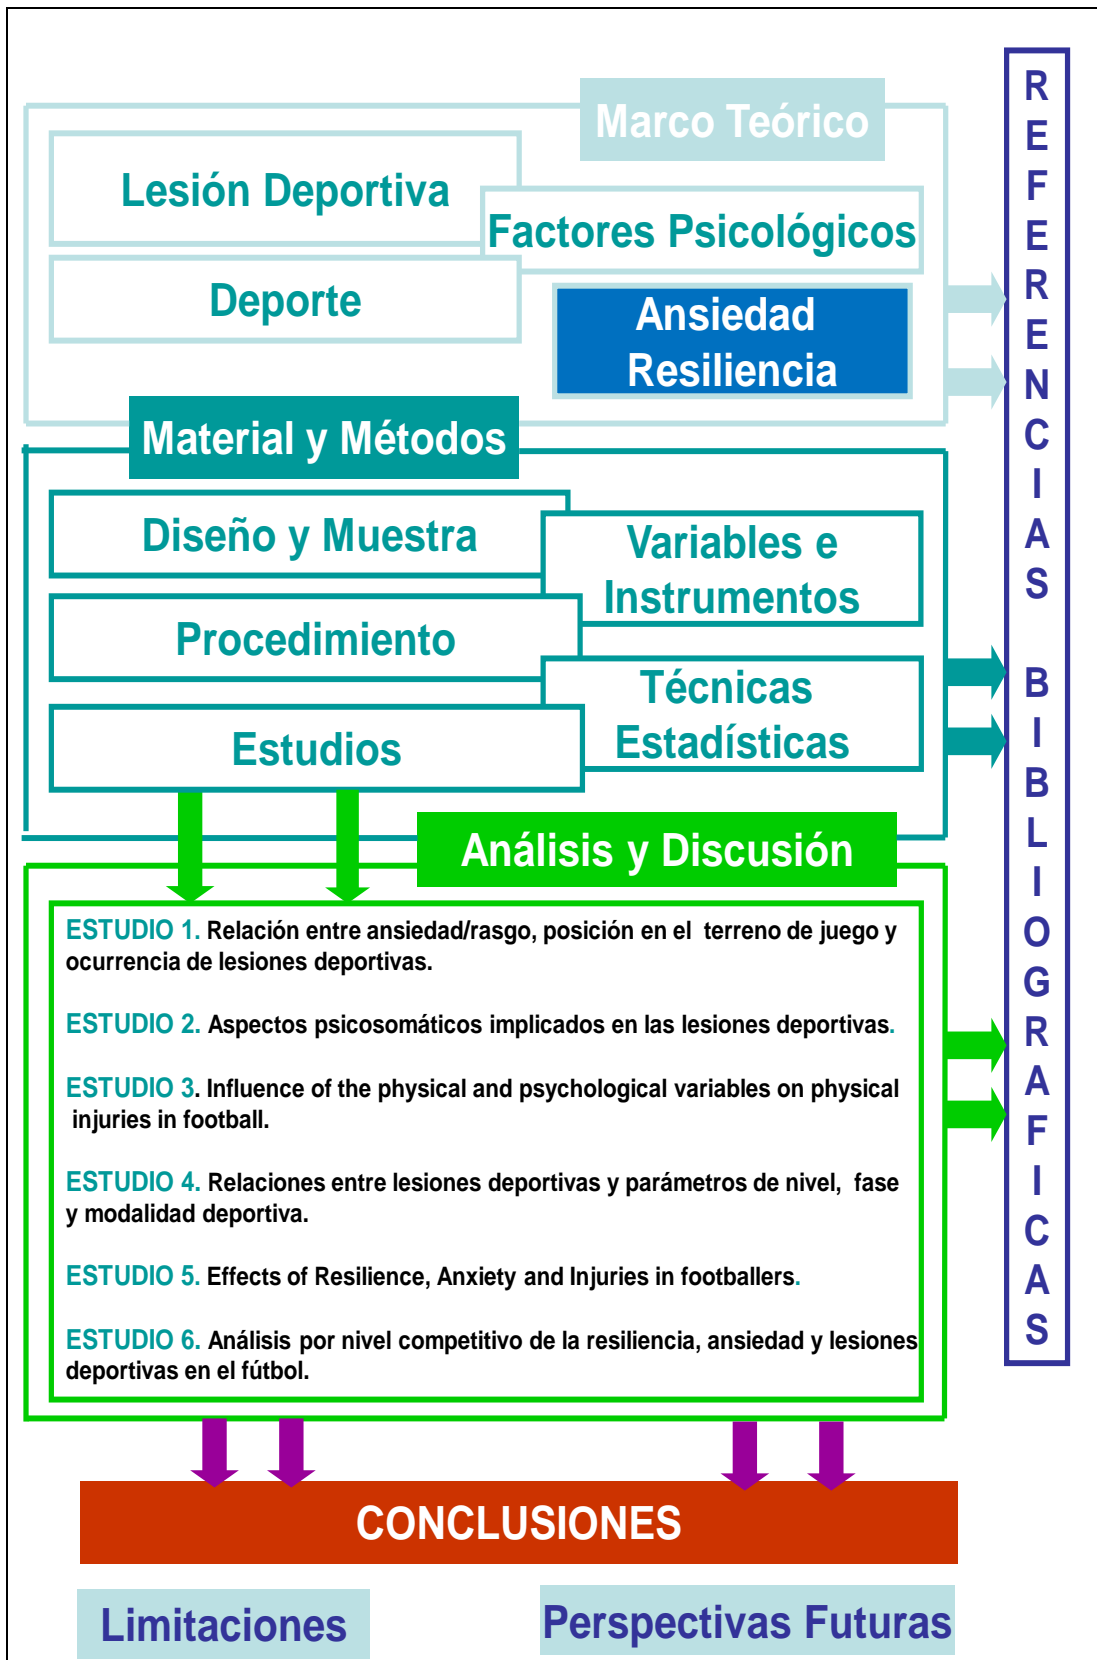 Marco Teórico
Lesión Deportiva
Factores Psicológicos
Deporte
Ansiedad
Resiliencia
Material y Métodos
Diseño y Muestra
Variables e
Instrumentos
Procedimiento
Técnicas
Estadísticas
Estudios
Análisis y Discusión
ESTUDIO 1. Relación entre ansiedad/rasgo, posición en el terreno de juego y
ocurrencia de lesiones deportivas.
ESTUDIO 2. Aspectos psicosomáticos implicados en las lesiones deportivas.
ESTUDIO 3. Influence of the physical and psychological variables on physical
injuries in football.
ESTUDIO 4. Relaciones entre lesiones deportivas y parámetros de nivel, fase
y modalidad deportiva.
ESTUDIO 5. Effects of Resilience, Anxiety and Injuries in footballers.
ESTUDIO 6. Análisis por nivel competitivo de la resiliencia, ansiedad y lesiones
deportivas en el fútbol.
CONCLUSIONES
Limitaciones
Perspectivas Futuras
REFERENCIAS BIBLIOGRAFICAS